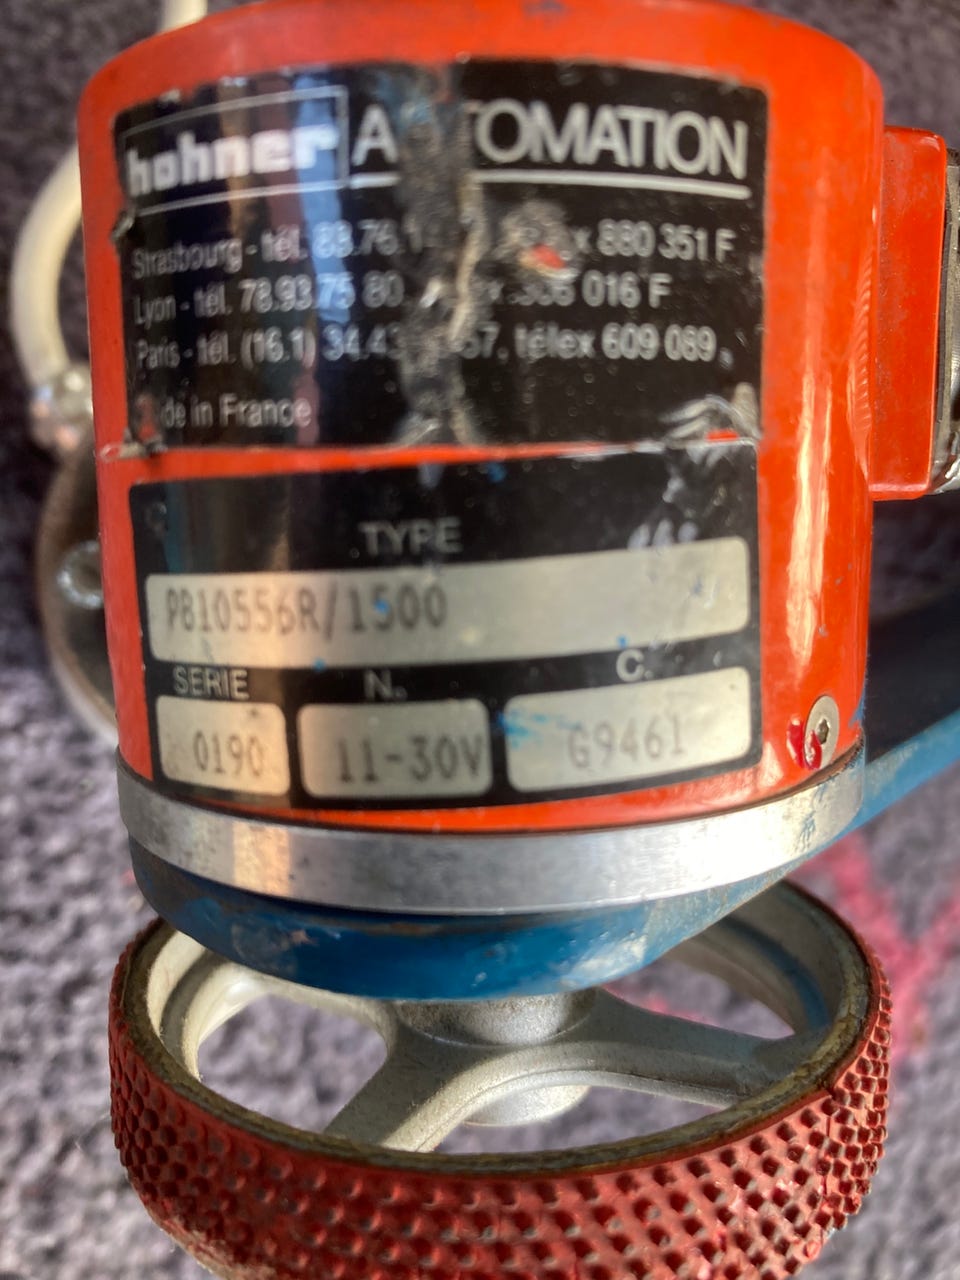 hohner AUTOMATION
Strasbourg - tél. 88.76.1 880 351 F
Lyon - tél. 78.93.75 80 016 F
Paris - tél. (16.1) 34.43 57, télex 609 089
in France
TYPE
P810556R/1500
SERIE N. C.
0190 11-30V G9461